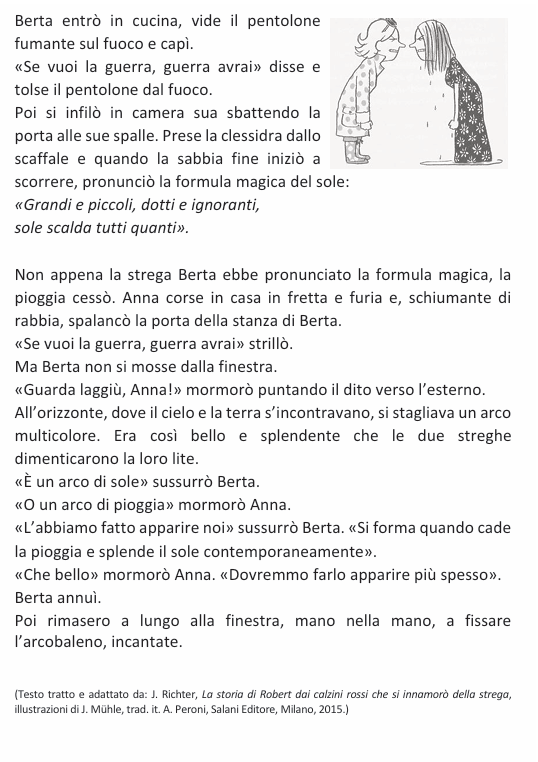 Berta entrò in cucina, vide il pentolone
fumante sul fuoco e capì.
«Se vuoi la guerra, guerra avrai» disse e
tolse il pentolone dal fuoco.
Poi si infilò in camera sua sbattendo la
porta alle sue spalle. Prese la clessidra dallo
scaffale e quando la sabbia fine iniziò a
scorrere, pronunciò la formula magica del sole:
«Grandi e piccoli, dotti e ignoranti,
sole scalda tutti quanti».
Non appena la strega Berta ebbe pronunciato la formula magica, la
pioggia cessò. Anna corse in casa in fretta e furia e, schiumante di
rabbia, spalancò la porta della stanza di Berta.
«Se vuoi la guerra, guerra avrai» strillò.
Ma Berta non si mosse dalla finestra.
«Guarda laggiù, Anna!» mormorò puntando il dito verso l’esterno.
All’orizzonte, dove il cielo e la terra s’incontravano, si stagliava un arco
multicolore. Era così bello e splendente che le due streghe
dimenticarono la loro lite.
«È un arco di sole» sussurrò Berta.
«O un arco di pioggia» mormorò Anna.
«L’abbiamo fatto apparire noi» sussurrò Berta. «Si forma quando cade
la pioggia e splende il sole contemporaneamente».
«Che bello» mormorò Anna. «Dovremmo farlo apparire più spesso».
Berta annuì.
Poi rimasero a lungo alla finestra, mano nella mano, a fissare
l’arcobaleno, incantate.
(Testo tratto e adattato da: J. Richter, La storia di Robert dai calzini rossi che si innamorò della strega,
illustrazioni di J. Mühle, trad. it. A. Peroni, Salani Editore, Milano, 2015.)